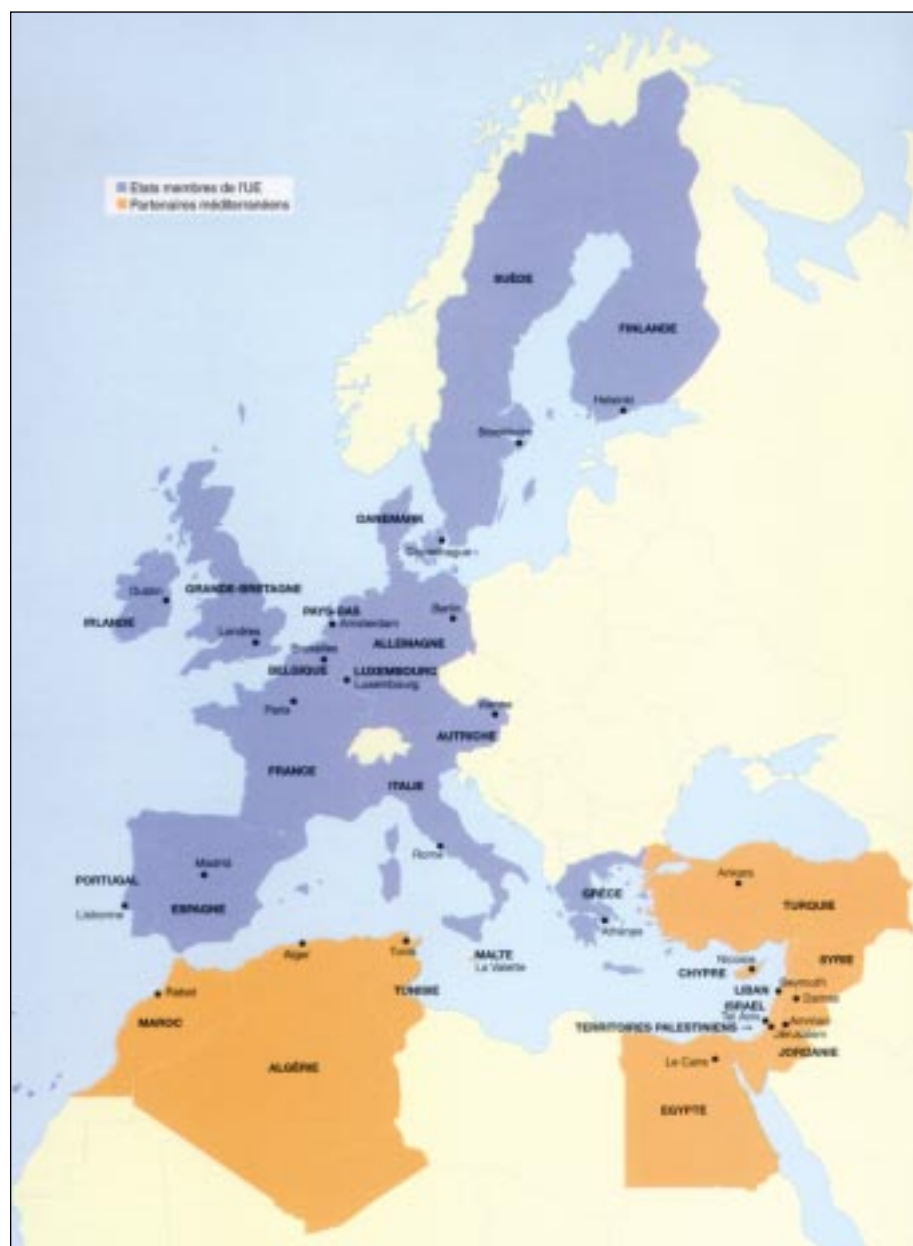 Etats membres de l'UE
Partenaires méditerranéens
SUÈDE
FINLANDE
Helsinki
Stockholm
DANEMARK
Copenhague
Dublin
GRANDE-BRETAGNE
IRLANDE
Londres
PAYS-BAS
Amsterdam
Berlin
ALLEMAGNE
Bruxelles
BELGIQUE
LUXEMBOURG
Luxembourg
Paris
Vienne
AUTRICHE
FRANCE
ITALIE
Rome
Madrid
PORTUGAL
Lisbonne
ESPAGNE
GRÈCE
Athènes
Ankara
TURQUIE
Alger
Tunis
MALTE
La Valette
Nicosie
CHYPRE
SYRIE
Beyrouth
LIBAN
Damas
Rabat
TUNISIE
ISRAEL
Tel Aviv
Amman
MAROC
TERRITOIRES PALESTINIENS →
Jérusalem
JORDANIE
Le Caire
ALGÉRIE
EGYPTE